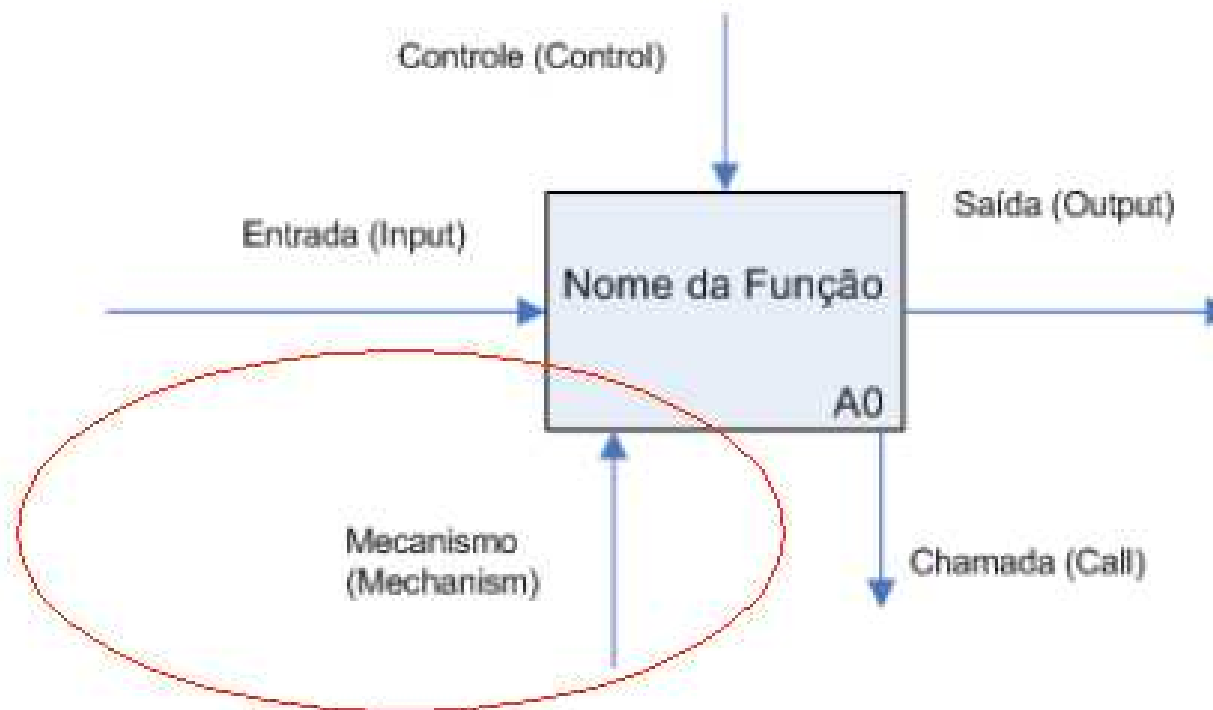 Controle (Control)
Entrada (Input)
Saída (Output)
Nome da Função
A0
Mecanismo
(Mechanism)
Chamada (Call)